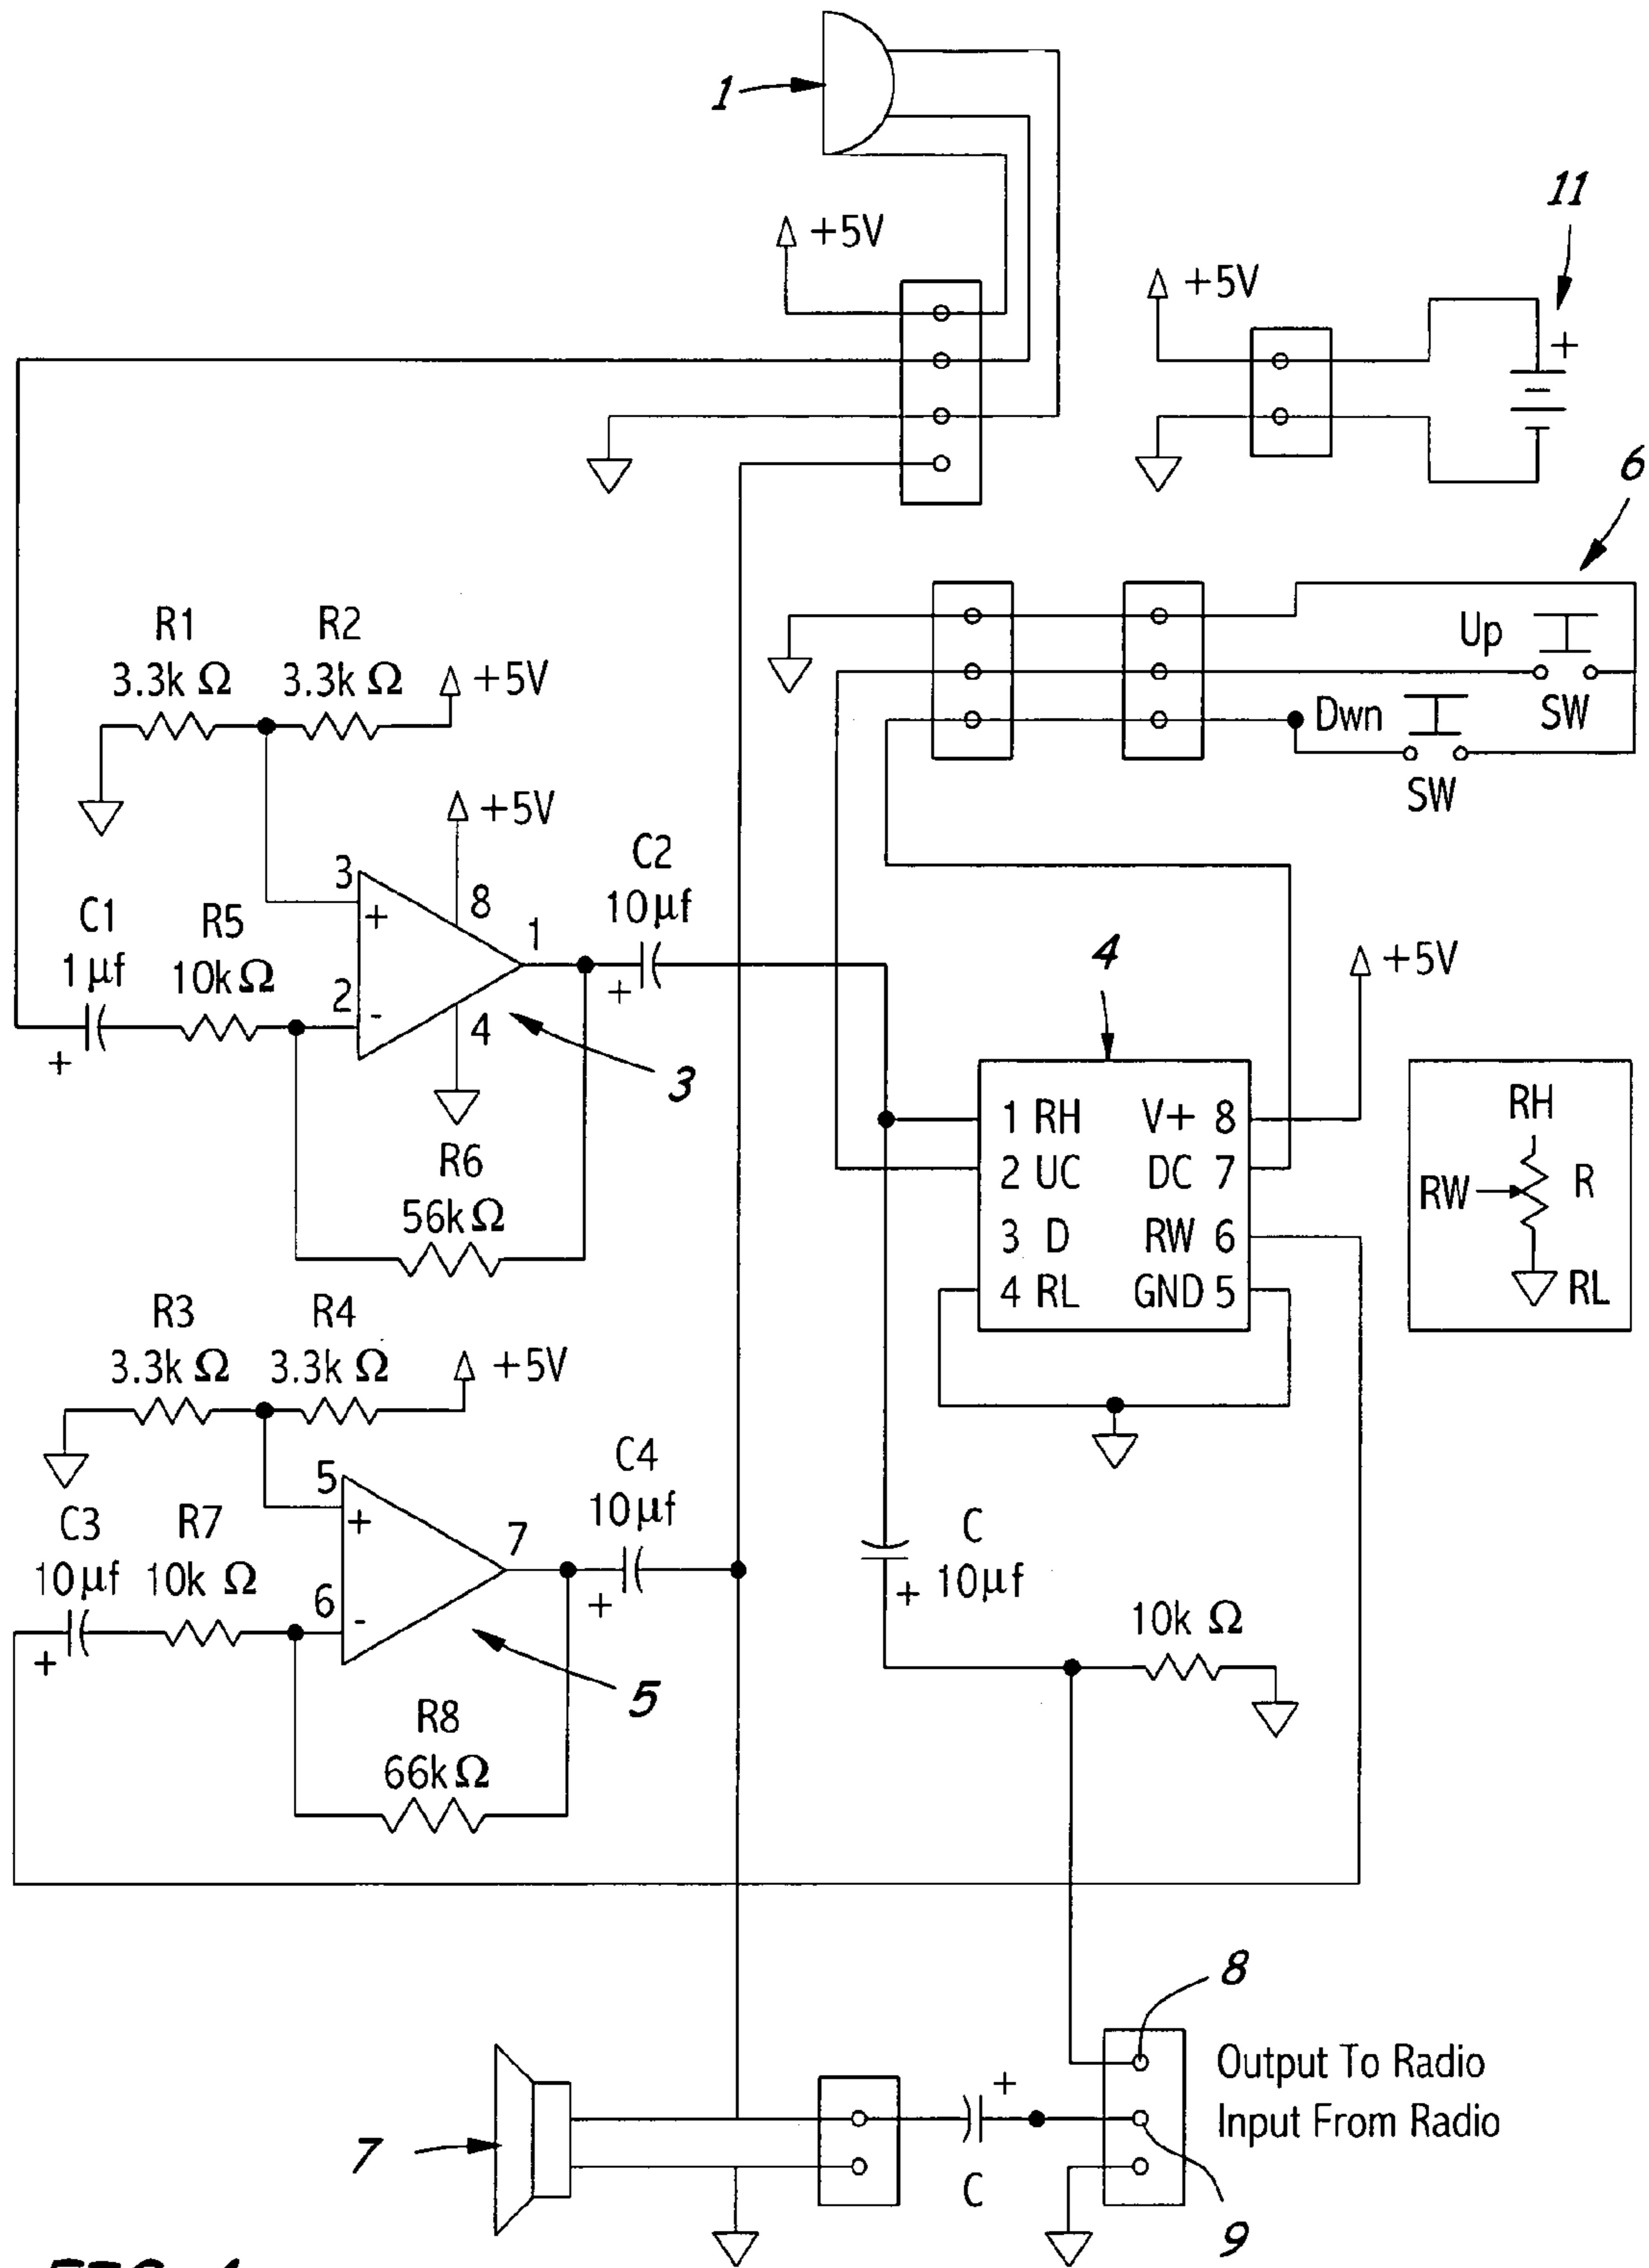 1
+5V
11
+5V
+
6
R1
R2
3.3k Ω
3.3k Ω
+5V
Up
SW
Dwn
SW
+5V
C2
10µf
3
8
+
1
C1
1µf
R5
10kΩ
+
2
-
4
+
3
4
+5V
R6
56kΩ
1 RH V+ 8
2 UC DC 7
3 D RW 6
4 RL GND 5
RH
RW
R
RL
R3
R4
3.3k Ω
3.3k Ω
+5V
C4
10µf
5
+
7
C3
10µf
R7
10k Ω
+
6
-
+
5
C
+ 10µf
10k Ω
R8
66kΩ
8
Output To Radio
+
Input From Radio
7
C
9